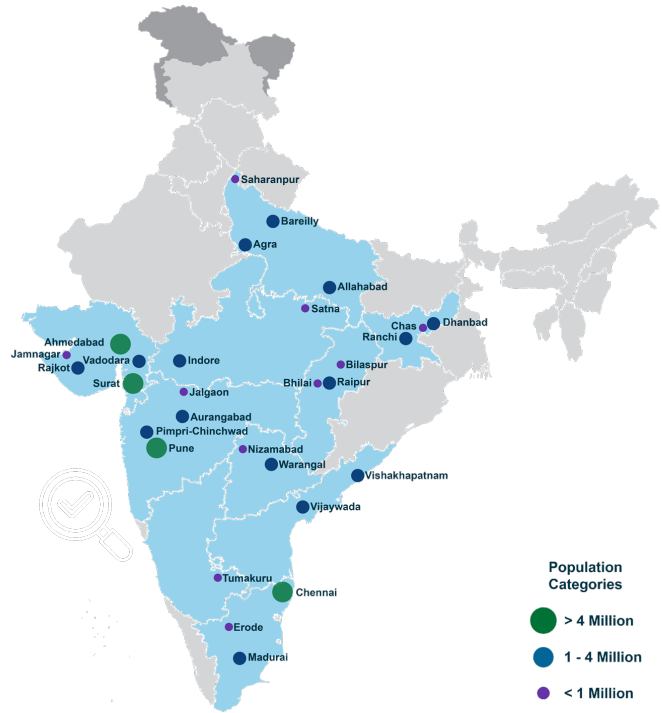 Saharanpur
Bareilly
Agra
Allahabad
Satna
Chas
Dhanbad
Ranchi
Ahmedabad
Jamnagar
Vadodara
Rajkot
Indore
Bilaspur
Surat
Bhilai
Raipur
Jalgaon
Aurangabad
Pimpri-Chinchwad
Pune
Nizamabad
Warangal
Vishakhapatnam
Vijaywada
Tumakuru
Chennai
Erode
Madurai
Population
Categories
> 4 Million
1 - 4 Million
< 1 Million